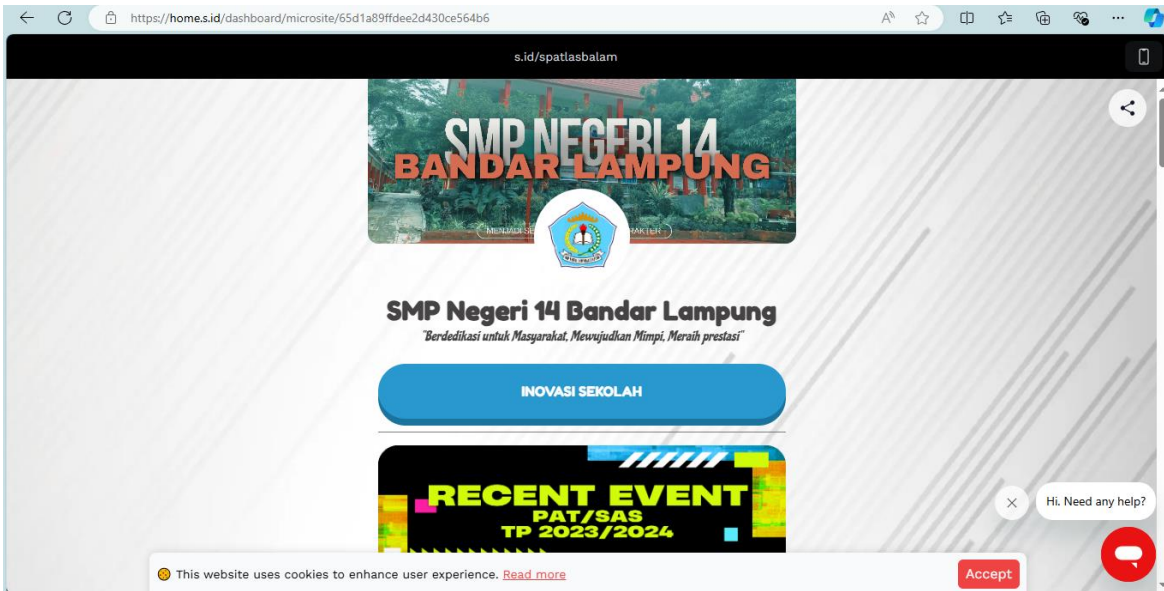 https://home.s.id/dashboard/microsite/65d1a89ffdee2d430ce564b6
s.id/spatlasbalam
SMP NEGERI 14
BANDAR LAMPUNG
SMP Negeri 14 Bandar Lampung
"Berdedikasi untuk Masyarakat, Mewujudkan Mimpi, Meraih prestasi"
INOVASI SEKOLAH
RECENT EVENT
PAT/SAS
TP 2023/2024
Hi. Need any help?
This website uses cookies to enhance user experience. Read more
Accept